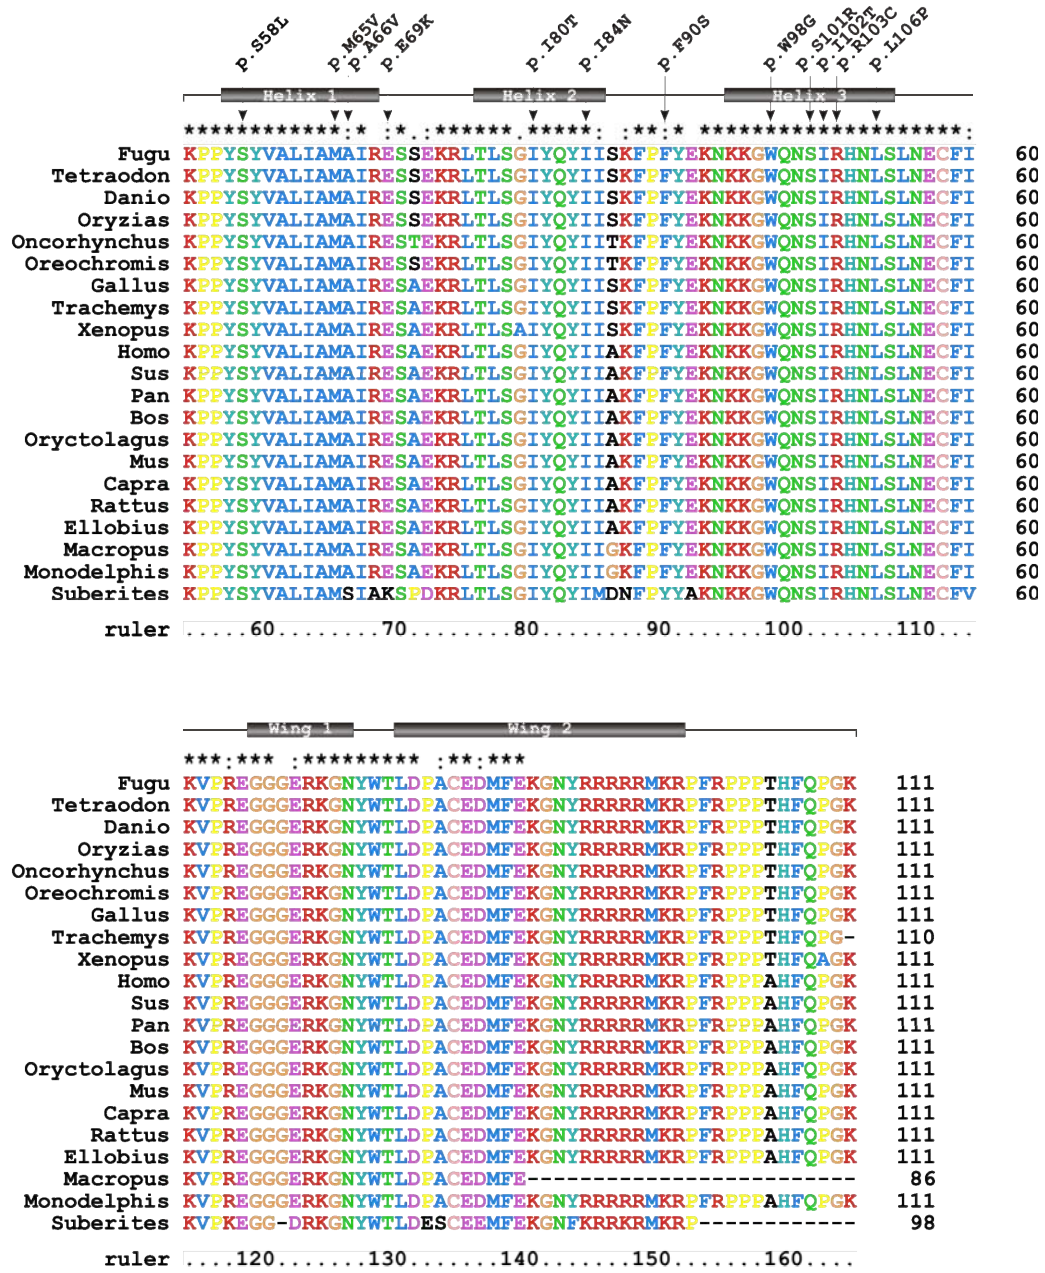 p.S58L p.M65V p.A66V p.E69K p.I80T p.I84N p.F90S p.W98G p.S101R p.I102T p.R103C p.L106P
Helix 1 Helix 2 Helix 3
************:* :*.:******.*****: :**:* ********************:
Fugu KPPYSYVALIAMAIRESSEKRLTLSGIYQYIISKFPFYEKNKKGWQNSIRHNLSLNECFI 60
Tetraodon KPPYSYVALIAMAIRESSEKRLTLSGIYQYIISKFPFYEKNKKGWQNSIRHNLSLNECFI 60
Danio KPPYSYVALIAMAIRESSEKRLTLSGIYQYIISKFPFYEKNKKGWQNSIRHNLSLNECFI 60
Oryzias KPPYSYVALIAMAIRESSEKRLTLSGIYQYIISKFPFYEKNKKGWQNSIRHNLSLNECFI 60
Oncorhynchus KPPYSYVALIAMAIRESTEKRLTLSGIYQYIITKFPFYEKNKKGWQNSIRHNLSLNECFI 60
Oreochromis KPPYSYVALIAMAIRESSEKRLTLSGIYQYIITKFPFYEKNKKGWQNSIRHNLSLNECFI 60
Gallus KPPYSYVALIAMAIRESAEKRLTLSGIYQYIISKFPFYEKNKKGWQNSIRHNLSLNECFI 60
Trachemys KPPYSYVALIAMAIRESAEKRLTLSGIYQYIISKFPFYEKNKKGWQNSIRHNLSLNECFI 60
Xenopus KPPYSYVALIAMAIRESAEKRLTLSAIYQYIISKFPFYEKNKKGWQNSIRHNLSLNECFI 60
Homo KPPYSYVALIAMAIRESAEKRLTLSGIYQYIIAKFPFYEKNKKGWQNSIRHNLSLNECFI 60
Sus KPPYSYVALIAMAIRESAEKRLTLSGIYQYIIAKFPFYEKNKKGWQNSIRHNLSLNECFI 60
Pan KPPYSYVALIAMAIRESAEKRLTLSGIYQYIIAKFPFYEKNKKGWQNSIRHNLSLNECFI 60
Bos KPPYSYVALIAMAIRESAEKRLTLSGIYQYIIAKFPFYEKNKKGWQNSIRHNLSLNECFI 60
Oryctolagus KPPYSYVALIAMAIRESAEKRLTLSGIYQYIIAKFPFYEKNKKGWQNSIRHNLSLNECFI 60
Mus KPPYSYVALIAMAIRESAEKRLTLSGIYQYIIAKFPFYEKNKKGWQNSIRHNLSLNECFI 60
Capra KPPYSYVALIAMAIRESAEKRLTLSGIYQYIIAKFPFYEKNKKGWQNSIRHNLSLNECFI 60
Rattus KPPYSYVALIAMAIRESAEKRLTLSGIYQYIIAKFPFYEKNKKGWQNSIRHNLSLNECFI 60
Ellobius KPPYSYVALIAMAIRESAEKRLTLSGIYQYIIAKFPFYEKNKKGWQNSIRHNLSLNECFI 60
Macropus KPPYSYVALIAMAIRESAEKRLTLSGIYQYIIGKFPFYEKNKKGWQNSIRHNLSLNECFI 60
Monodelphis KPPYSYVALIAMAIRESAEKRLTLSGIYQYIIGKFPFYEKNKKGWQNSIRHNLSLNECFI 60
Suberites KPPYSYVALIAMSIAKSPDKRLTLSGIYQYIMDNFPYYAKNKKGWQNSIRHNLSLNECFV 60
ruler .....60........70........80........90.......100.......110...
Wing 1 Wing 2
***:*** :********* :**:***
Fugu KVPREGGGERKGNYWTLDPACEDMFEKGNYRRRRRMKRPFRPPPTHFQPGK 111
Tetraodon KVPREGGGERKGNYWTLDPACEDMFEKGNYRRRRRMKRPFRPPPTHFQPGK 111
Danio KVPREGGGERKGNYWTLDPACEDMFEKGNYRRRRRMKRPFRPPPTHFQPGK 111
Oryzias KVPREGGGERKGNYWTLDPACEDMFEKGNYRRRRRMKRPFRPPPTHFQPGK 111
Oncorhynchus KVPREGGGERKGNYWTLDPACEDMFEKGNYRRRRRMKRPFRPPPTHFQPGK 111
Oreochromis KVPREGGGERKGNYWTLDPACEDMFEKGNYRRRRRMKRPFRPPPTHFQPGK 111
Gallus KVPREGGGERKGNYWTLDPACEDMFEKGNYRRRRRMKRPFRPPPTHFQPGK 111
Trachemys KVPREGGGERKGNYWTLDPACEDMFEKGNYRRRRRMKRPFRPPPTHFQPG- 110
Xenopus KVPREGGGERKGNYWTLDPACEDMFEKGNYRRRRRMKRPFRPPPTHFQAGK 111
Homo KVPREGGGERKGNYWTLDPACEDMFEKGNYRRRRRMKRPFRPPPAHFQPGK 111
Sus KVPREGGGERKGNYWTLDPACEDMFEKGNYRRRRRMKRPFRPPPAHFQPGK 111
Pan KVPREGGGERKGNYWTLDPACEDMFEKGNYRRRRRMKRPFRPPPAHFQPGK 111
Bos KVPREGGGERKGNYWTLDPACEDMFEKGNYRRRRRMKRPFRPPPAHFQPGK 111
Oryctolagus KVPREGGGERKGNYWTLDPACEDMFEKGNYRRRRRMKRPFRPPPAHFQPGK 111
Mus KVPREGGGERKGNYWTLDPACEDMFEKGNYRRRRRMKRPFRPPPAHFQPGK 111
Capra KVPREGGGERKGNYWTLDPACEDMFEKGNYRRRRRMKRPFRPPPAHFQPGK 111
Rattus KVPREGGGERKGNYWTLDPACEDMFEKGNYRRRRRMKRPFRPPPAHFQPGK 111
Ellobius KVPREGGGERKGNYWTLDPACEDMFEKGNYRRRRRMKRPFRPPPAHFQPGK 111
Macropus KVPREGGGERKGNYWTLDPACEDMFE------------------------- 86
Monodelphis KVPREGGGERKGNYWTLDPACEDMFEKGNYRRRRRMKRPFRPPPAHFQPGK 111
Suberites KVPKEGG-DRKGNYWTLDESCEEMFEKGNFKRRKRMKRP------------ 98
ruler ....120.......130.......140.......150.......160....